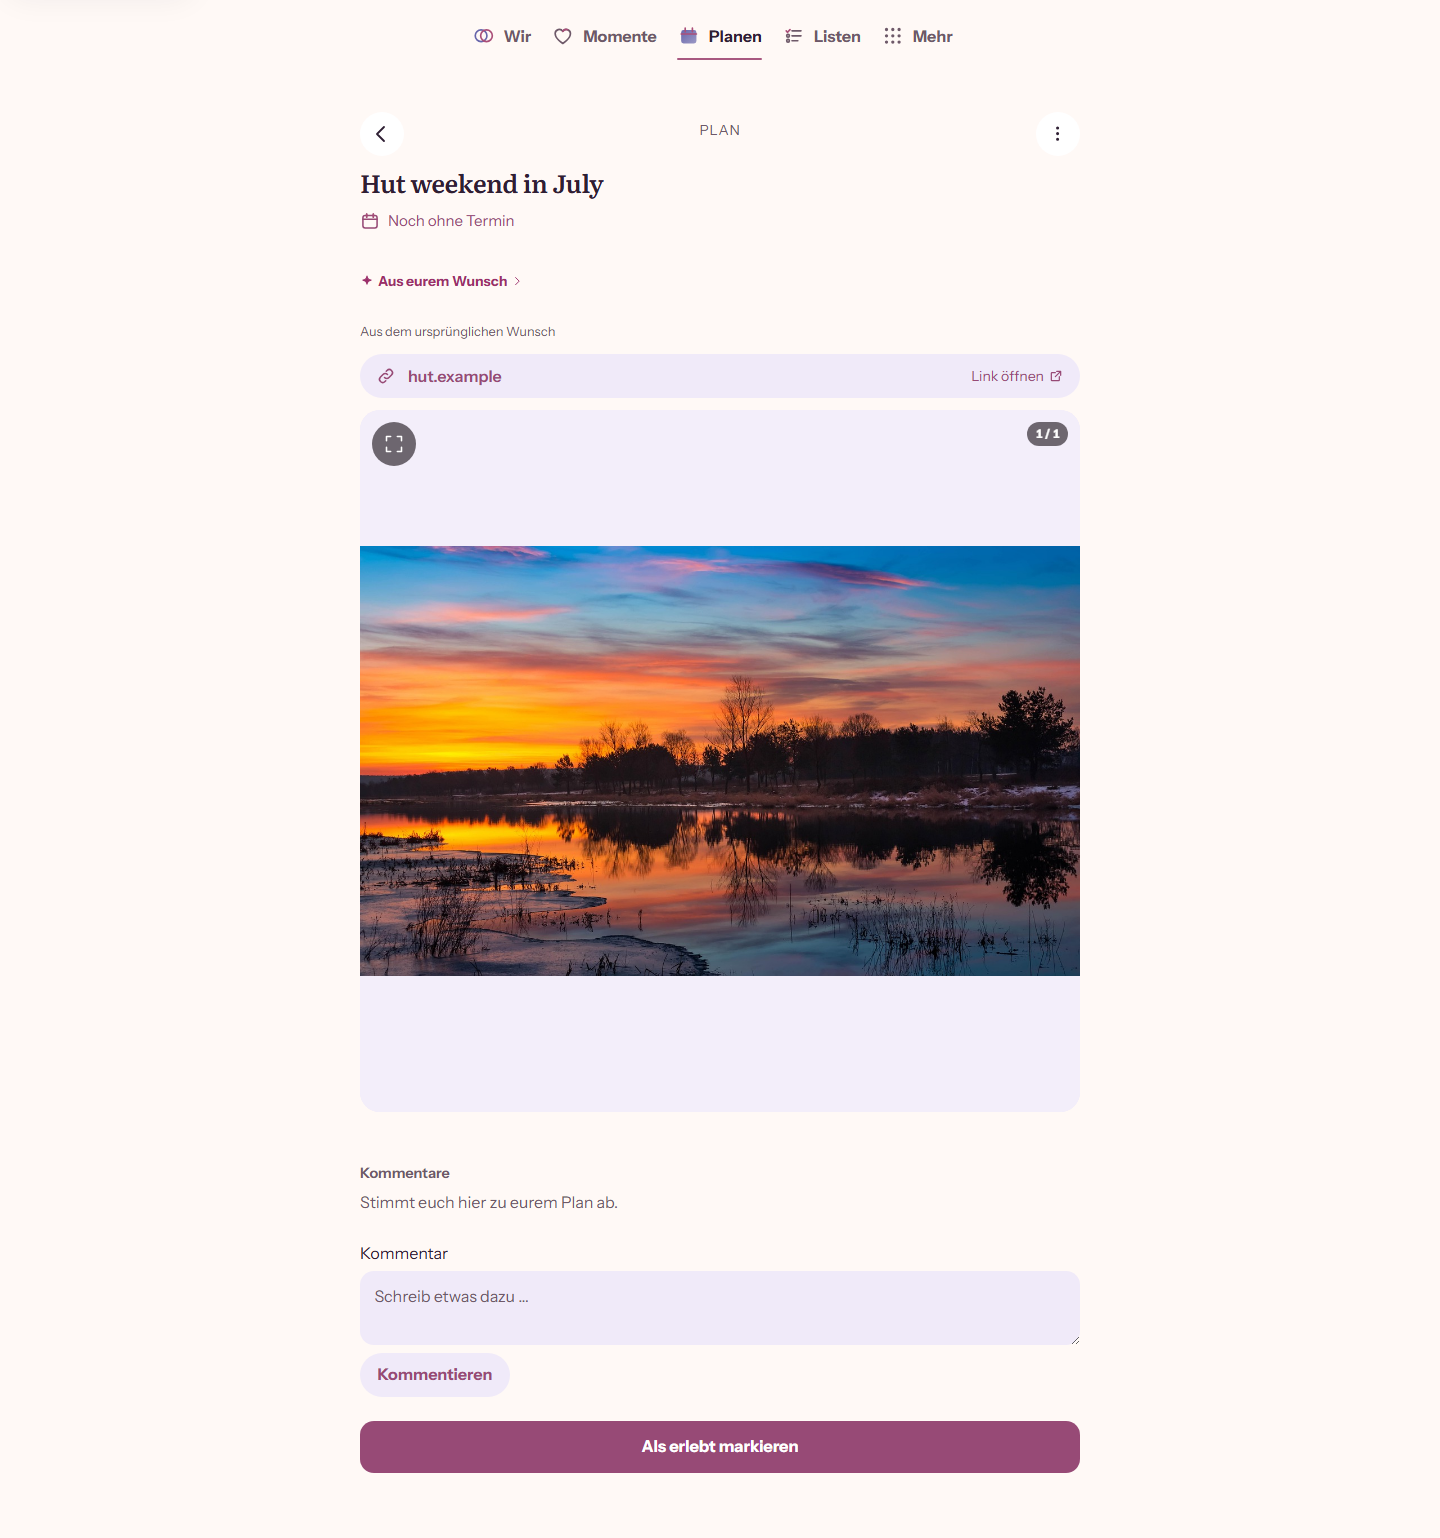 Wir Momente Planen Listen Mehr
PLAN
Hut weekend in July
Noch ohne Termin
Aus eurem Wunsch
Aus dem ursprünglichen Wunsch
hut.example Link öffnen
1 / 1
Kommentare
Stimmt euch hier zu eurem Plan ab.
Kommentar
Schreib etwas dazu ...
Kommentieren
Als erlebt markieren